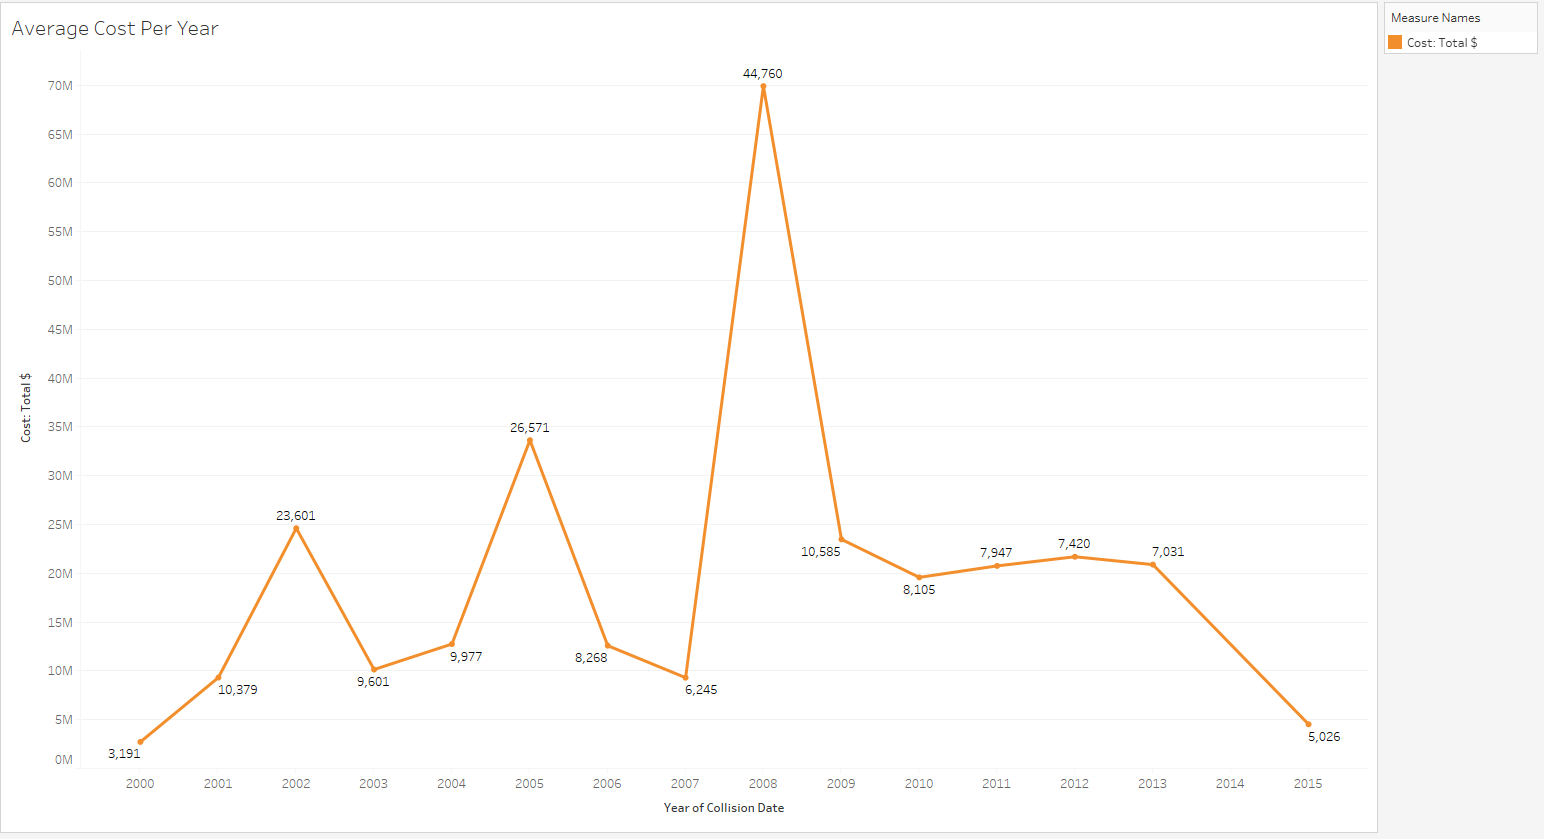 Average Cost Per Year
Measure Names
Cost: Total $
44,760
70M
65M
60M
55M
50M
45M
40M
Cost: Total $
35M
26,571
30M
25M
23,601
20M
10,585
8,105
7,947
7,420
7,031
15M
10M
9,977
8,268
9,601
10,379
6,245
5M
3,191
5,026
0M
2000 2001 2002 2003 2004 2005 2006 2007 2008 2009 2010 2011 2012 2013 2014 2015
Year of Collision Date